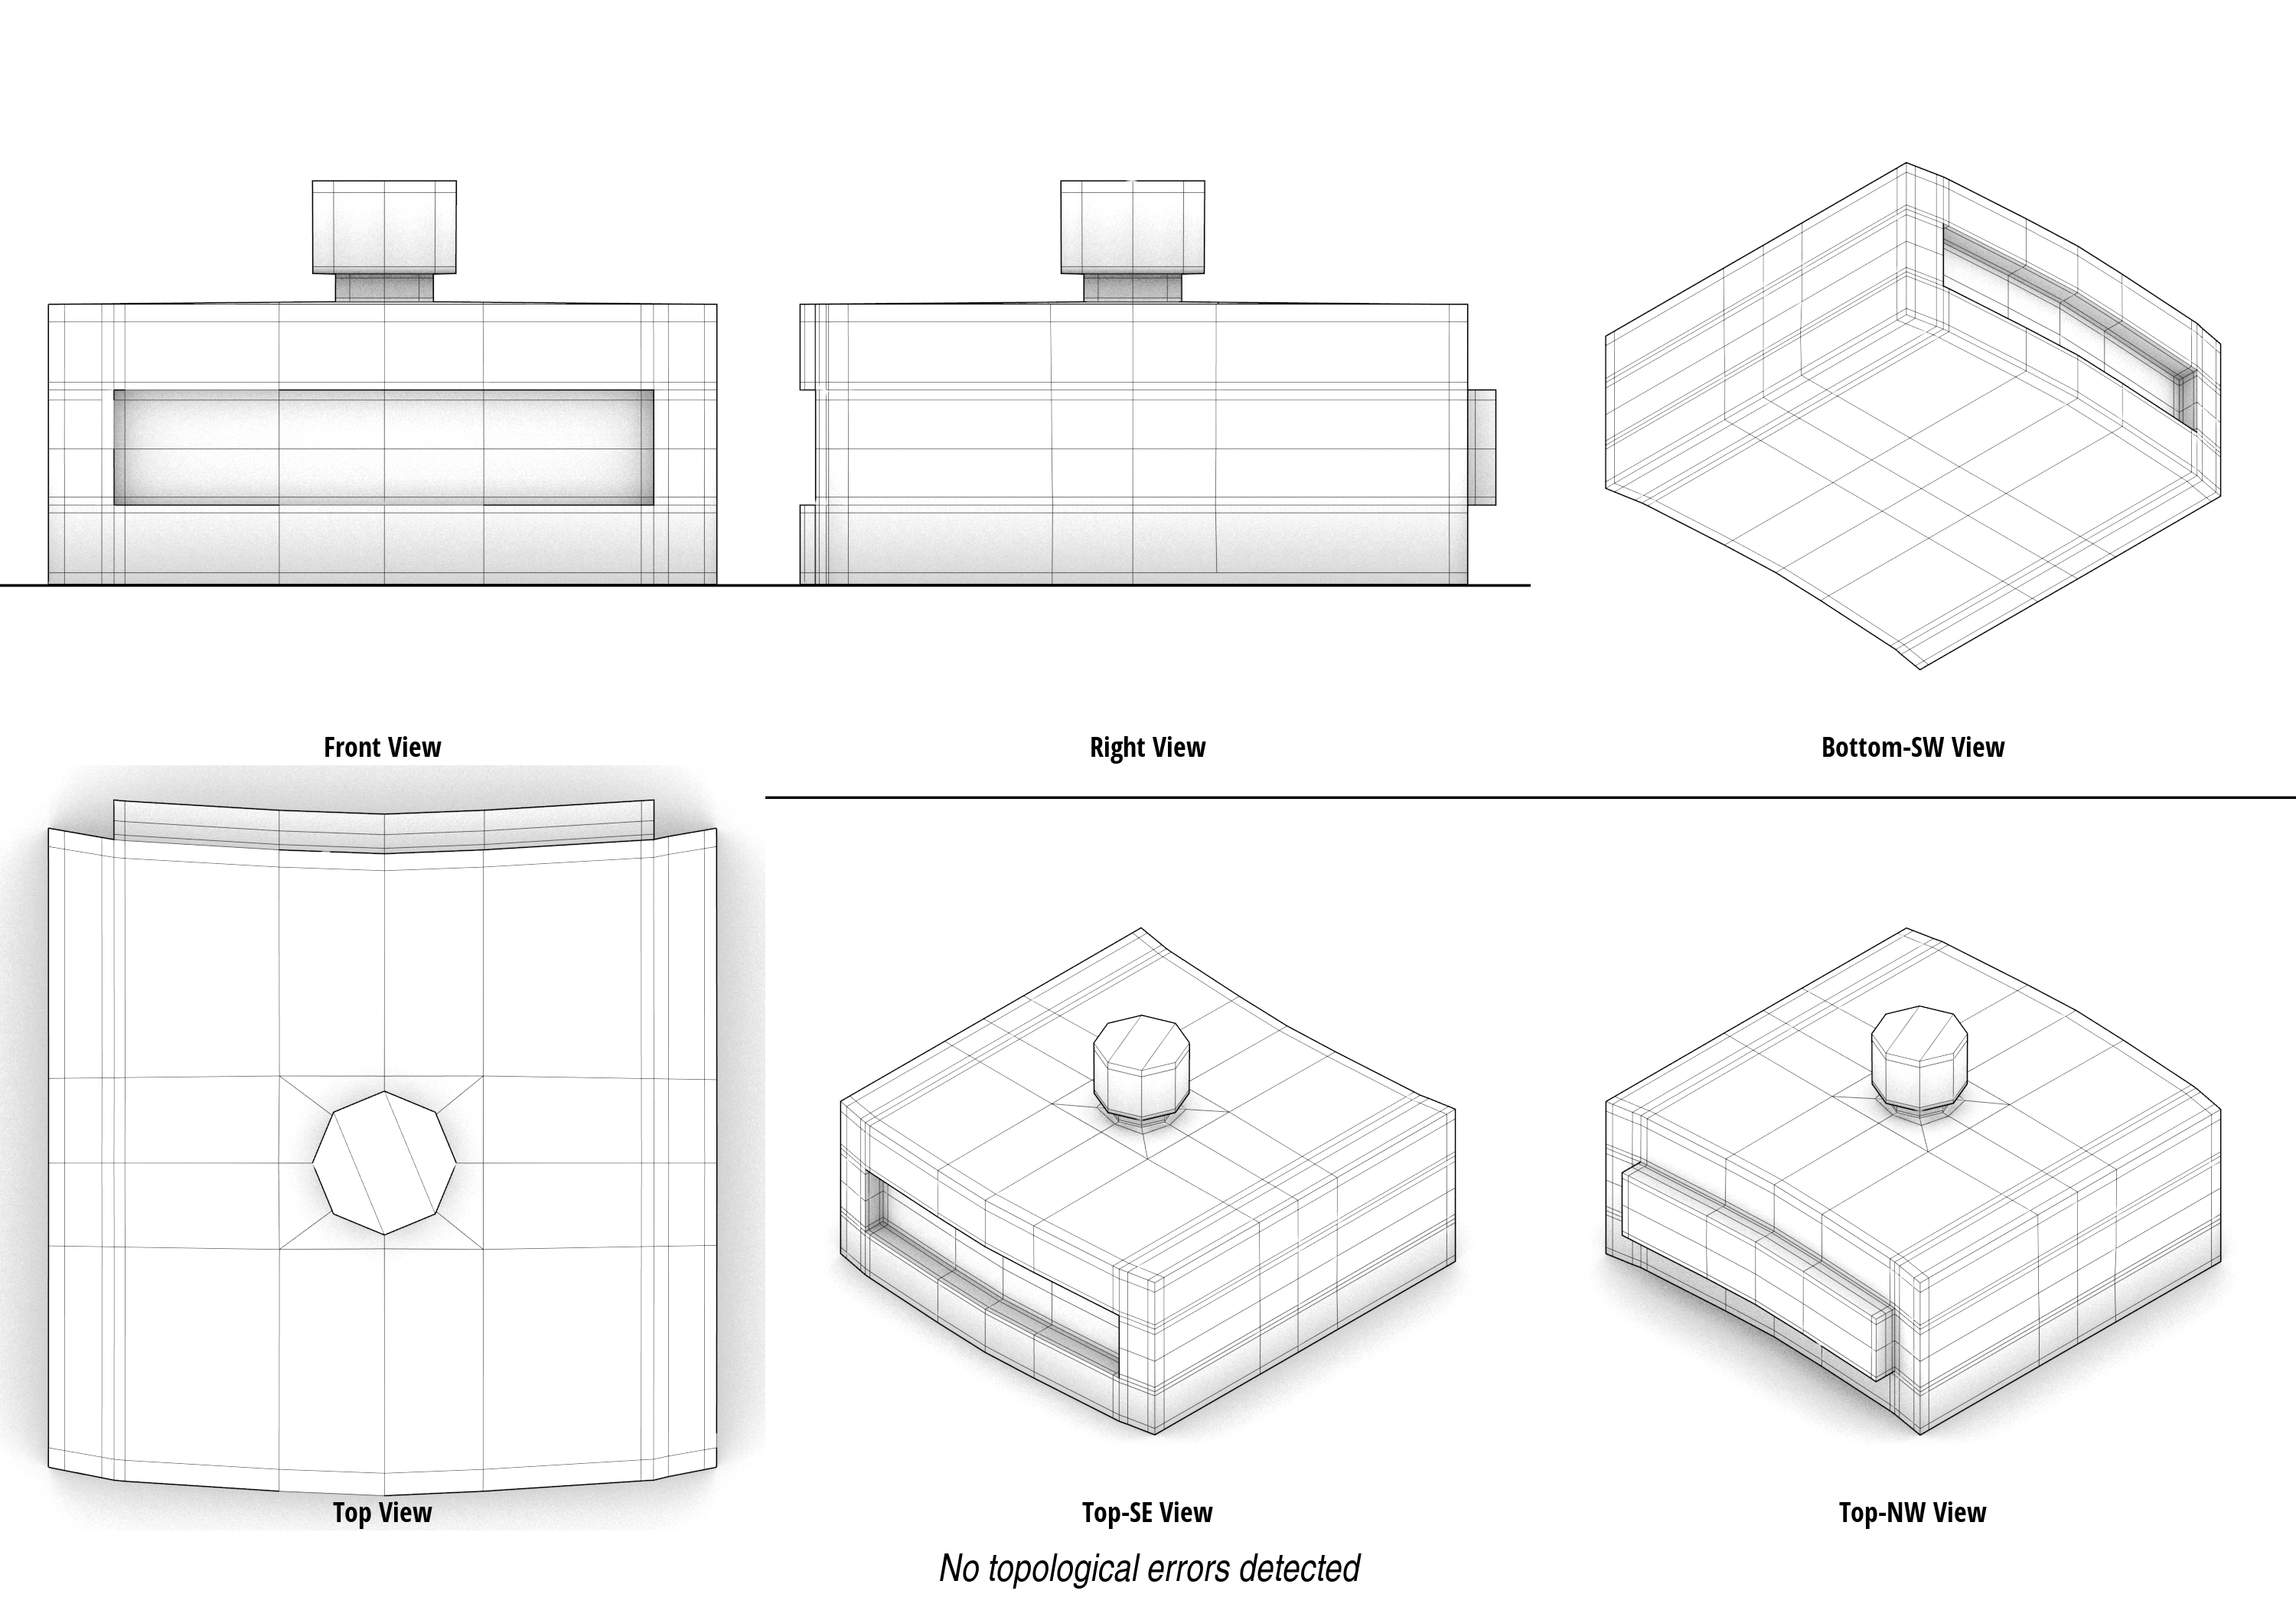 Front View
Right View
Bottom-SW View
Top View
Top-SE View
Top-NW View
No topological errors detected